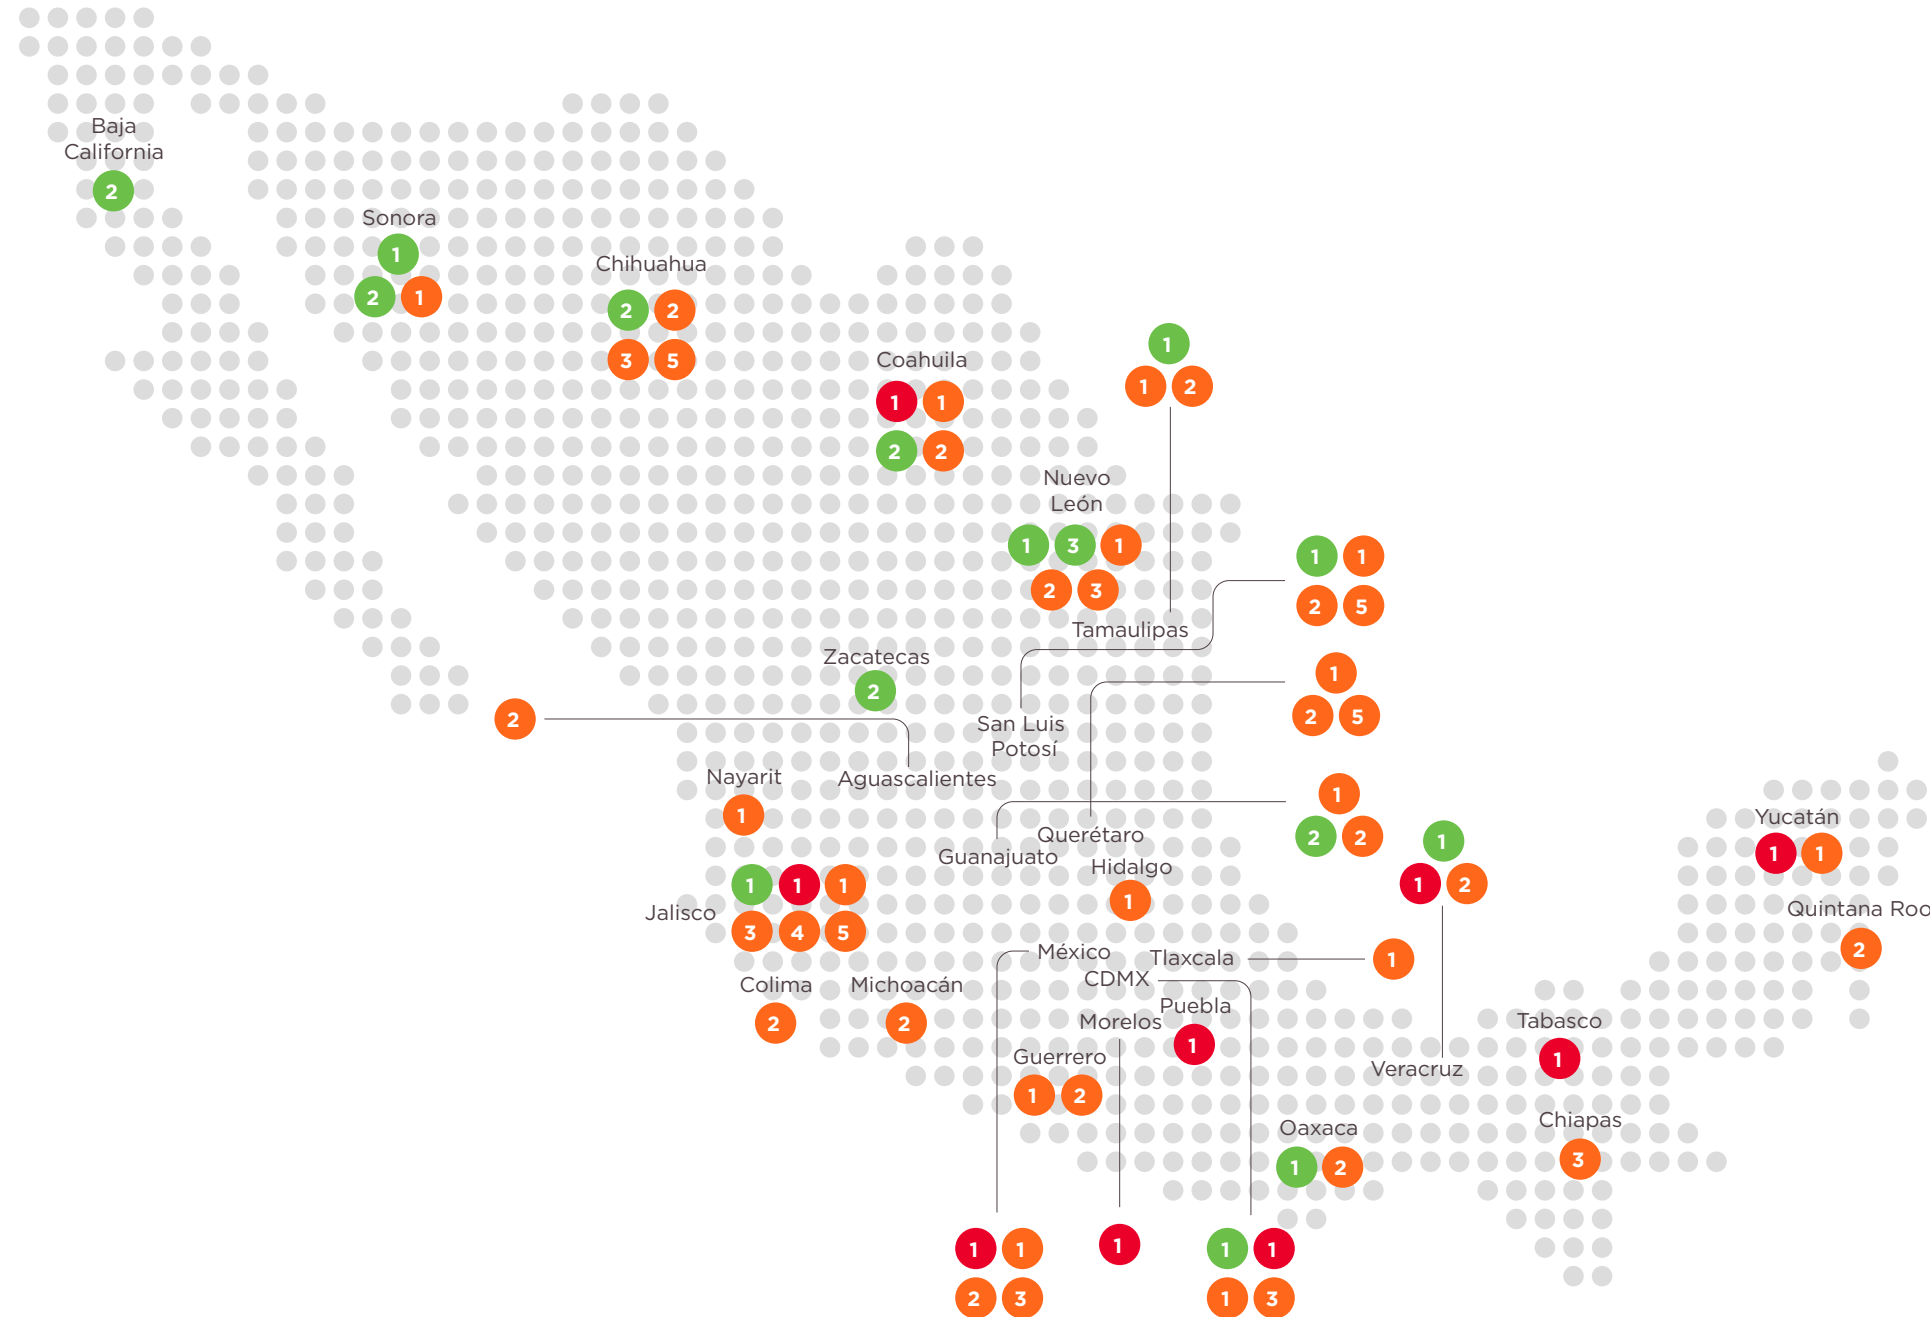 Baja
California
2
Sonora
1
2 1
Chihuahua
2 2
3 5
Coahuila
1 1
2 2
1
1 2
Nuevo
León
1 3 1
2 3
Tamaulipas
1 1
2 5
Zacatecas
2
2
San Luis
Potosí
1
2 5
Nayarit
1
Aguascalientes
Querétaro
Guanajuato
1
2 2
Hidalgo
1
1
1 2
Yucatán
1 1
Jalisco
1 1 1
3 4 5
Quintana Roo
2
México
Tlaxcala
1
CDMX
Colima
2
Michoacán
2
Puebla
1
Morelos
Guerrero
1 2
Veracruz
Tabasco
1
Oaxaca
1 2
Chiapas
3
1 1
2 3
1
1 1
1 3